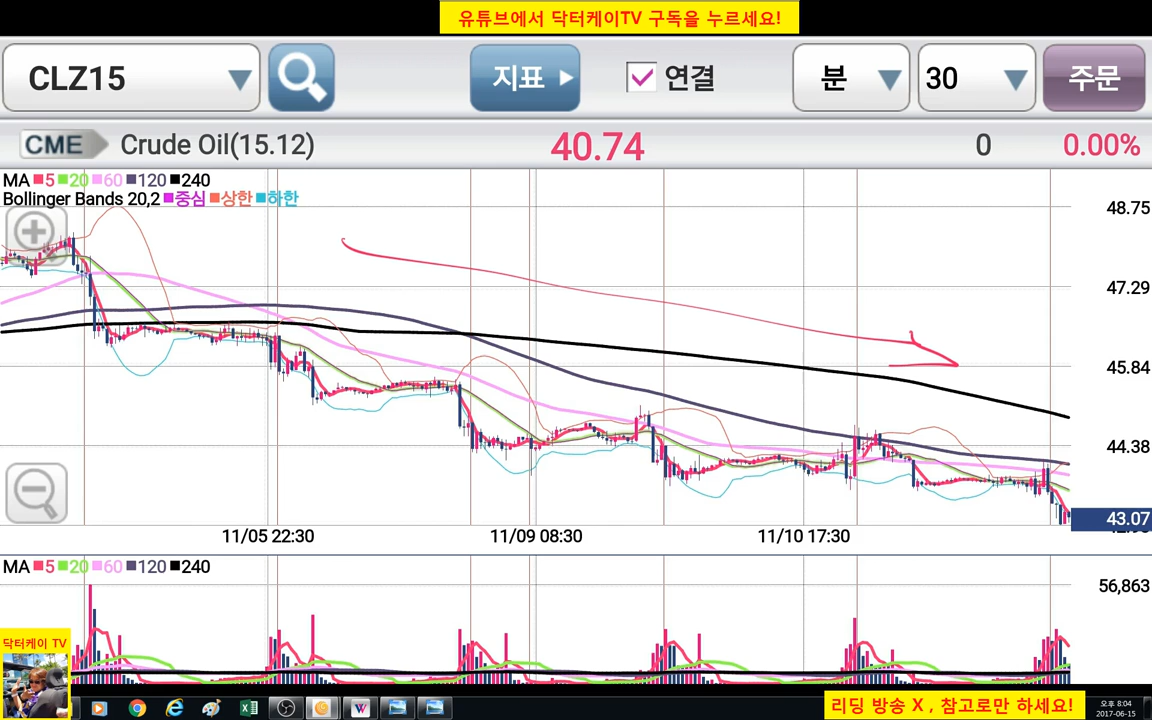 유튜브에서 닥터케이TV 구독을 누르세요!
CLZ15 지표 연결 분 30 주문
CME Crude Oil(15.12) 40.74 0 0.00%
MA 5 20 60 120 240
Bollinger Bands 20,2 중심 상한 하한
48.75
47.29
45.84
44.38
43.07
11/05 22:30 11/09 08:30 11/10 17:30
MA 5 20 60 120 240
56,863
닥터케이 TV
리딩 방송 X , 참고로만 하세요!
오후 8:04
2017-06-15